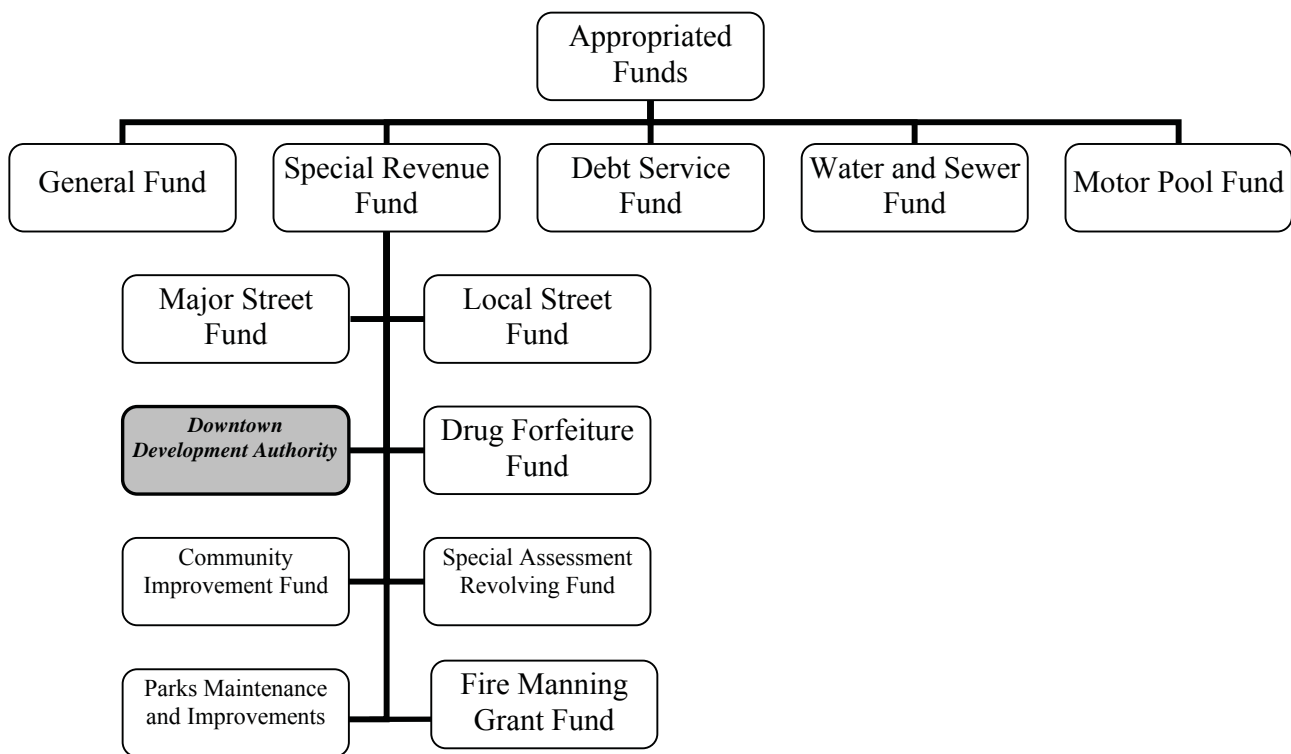 Appropriated
Funds
General Fund
Special Revenue
Fund
Debt Service
Fund
Water and Sewer
Fund
Motor Pool Fund
Major Street
Fund
Local Street
Fund
Downtown
Development Authority
Drug Forfeiture
Fund
Community
Improvement Fund
Special Assessment
Revolving Fund
Parks Maintenance
and Improvements
Fire Manning
Grant Fund